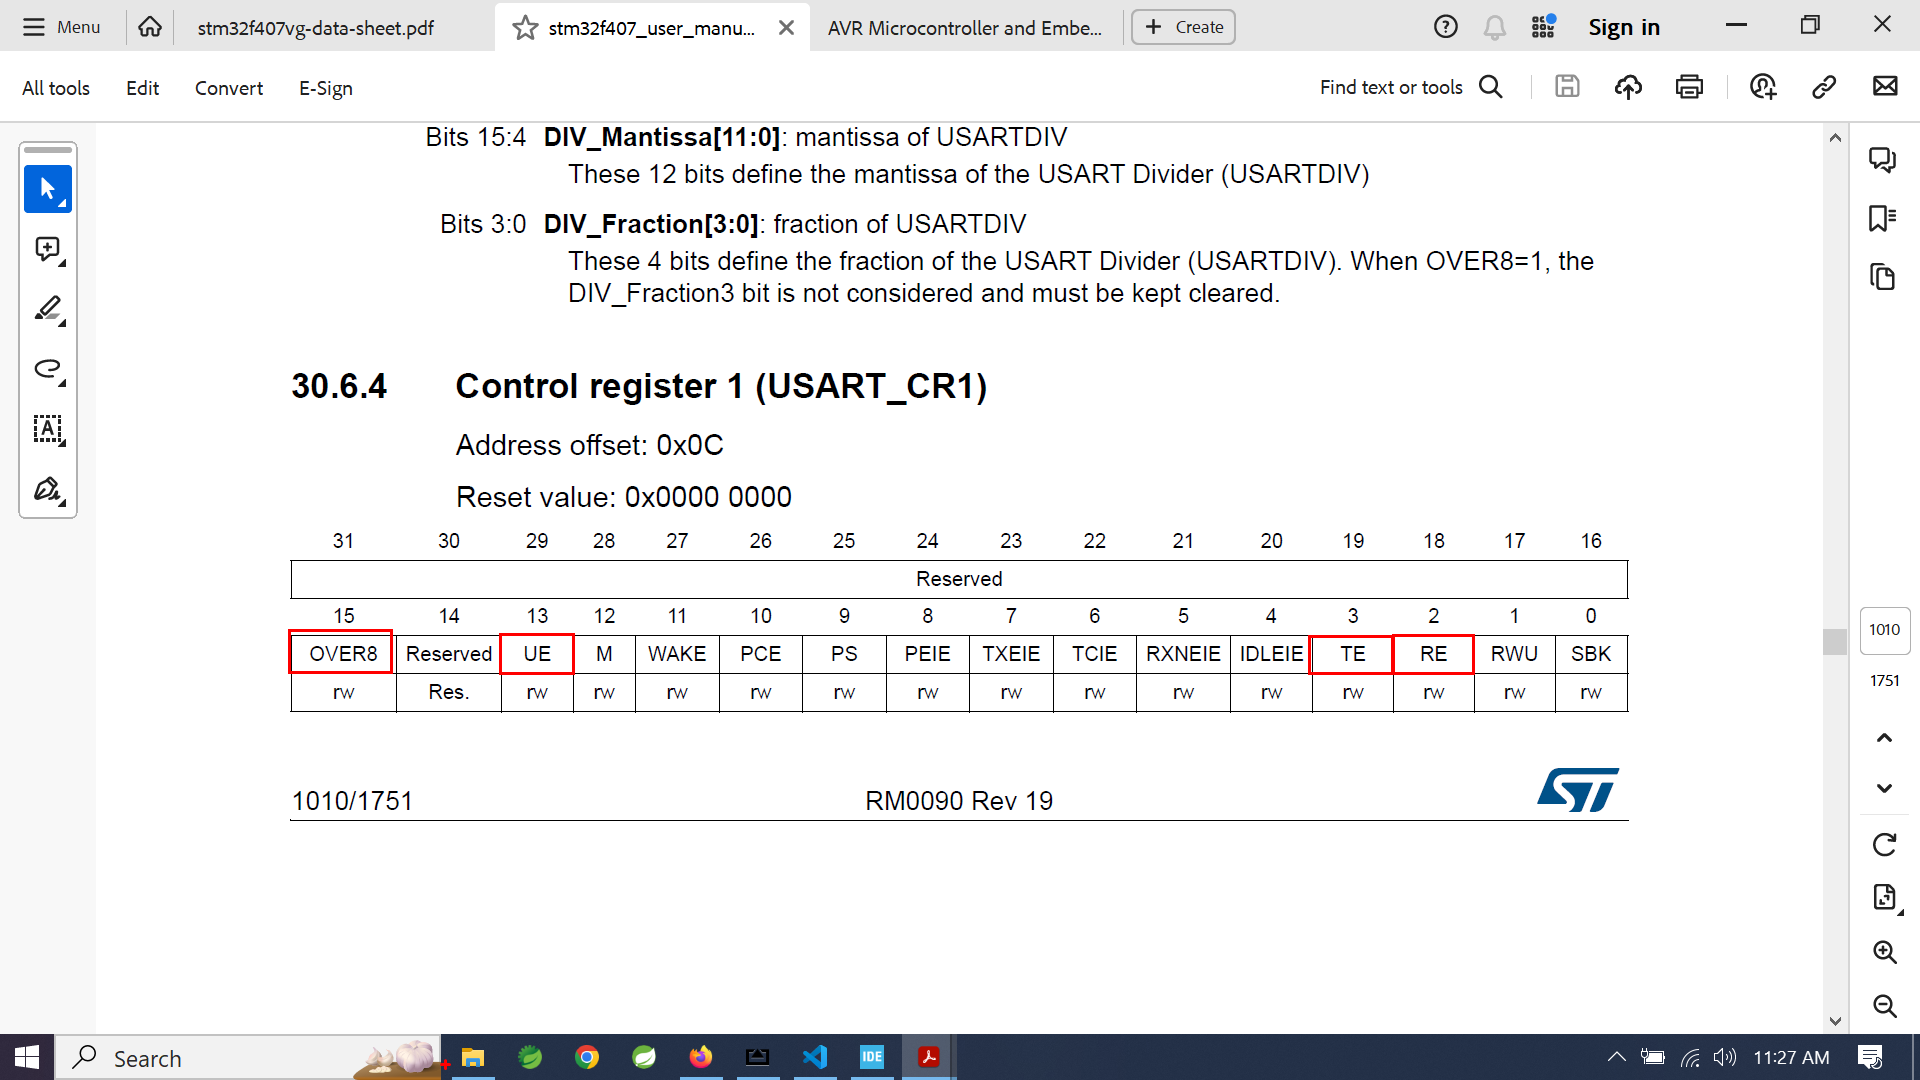 Menu
stm32f407vg-data-sheet.pdf
stm32f407_user_manu...
AVR Microcontroller and Embe...
+ Create
Sign in
All tools
Edit
Convert
E-Sign
Find text or tools
Bits 15:4 DIV_Mantissa[11:0]: mantissa of USARTDIV
These 12 bits define the mantissa of the USART Divider (USARTDIV)
Bits 3:0 DIV_Fraction[3:0]: fraction of USARTDIV
These 4 bits define the fraction of the USART Divider (USARTDIV). When OVER8=1, the
DIV_Fraction3 bit is not considered and must be kept cleared.
30.6.4 Control register 1 (USART_CR1)
Address offset: 0x0C
Reset value: 0x0000 0000
31 30 29 28 27 26 25 24 23 22 21 20 19 18 17 16
Reserved
15 14 13 12 11 10 9 8 7 6 5 4 3 2 1 0
OVER8 Reserved UE M WAKE PCE PS PEIE TXEIE TCIE RXNEIE IDLEIE TE RE RWU SBK
rw Res. rw rw rw rw rw rw rw rw rw rw rw rw rw rw
1010/1751 RM0090 Rev 19 ST
1010
1751
Search
IDE
11:27 AM